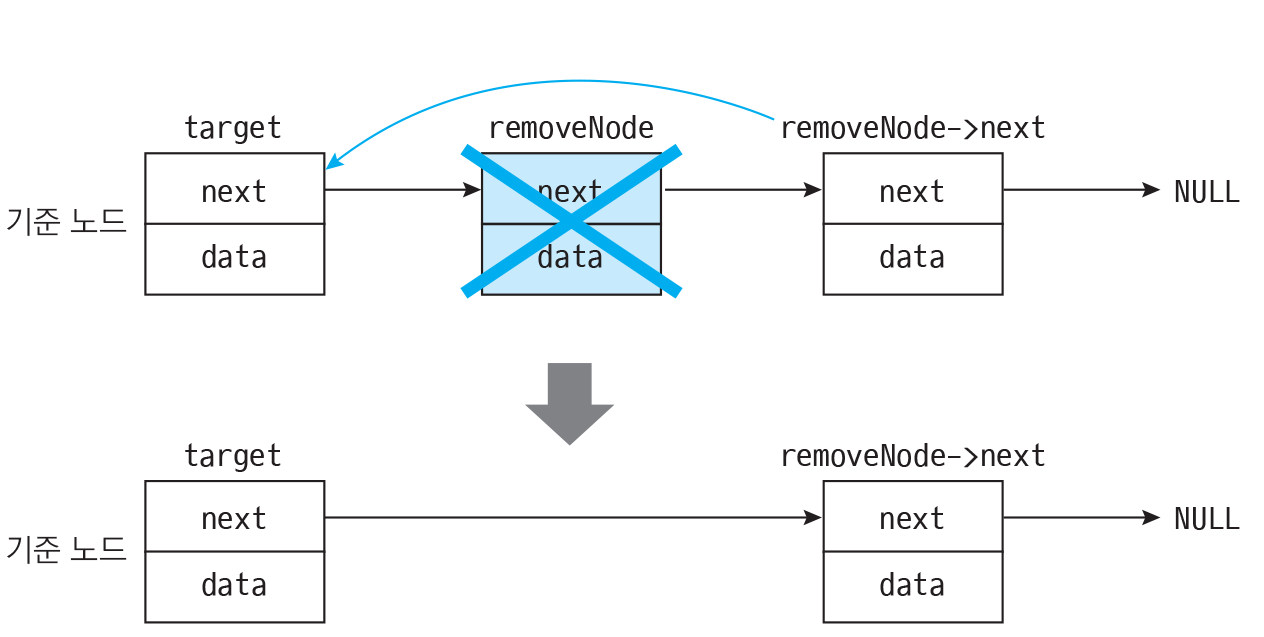 target removeNode removeNode->next
next next next NULL
기준 노드
data data data
target removeNode->next
next next NULL
기준 노드
data data